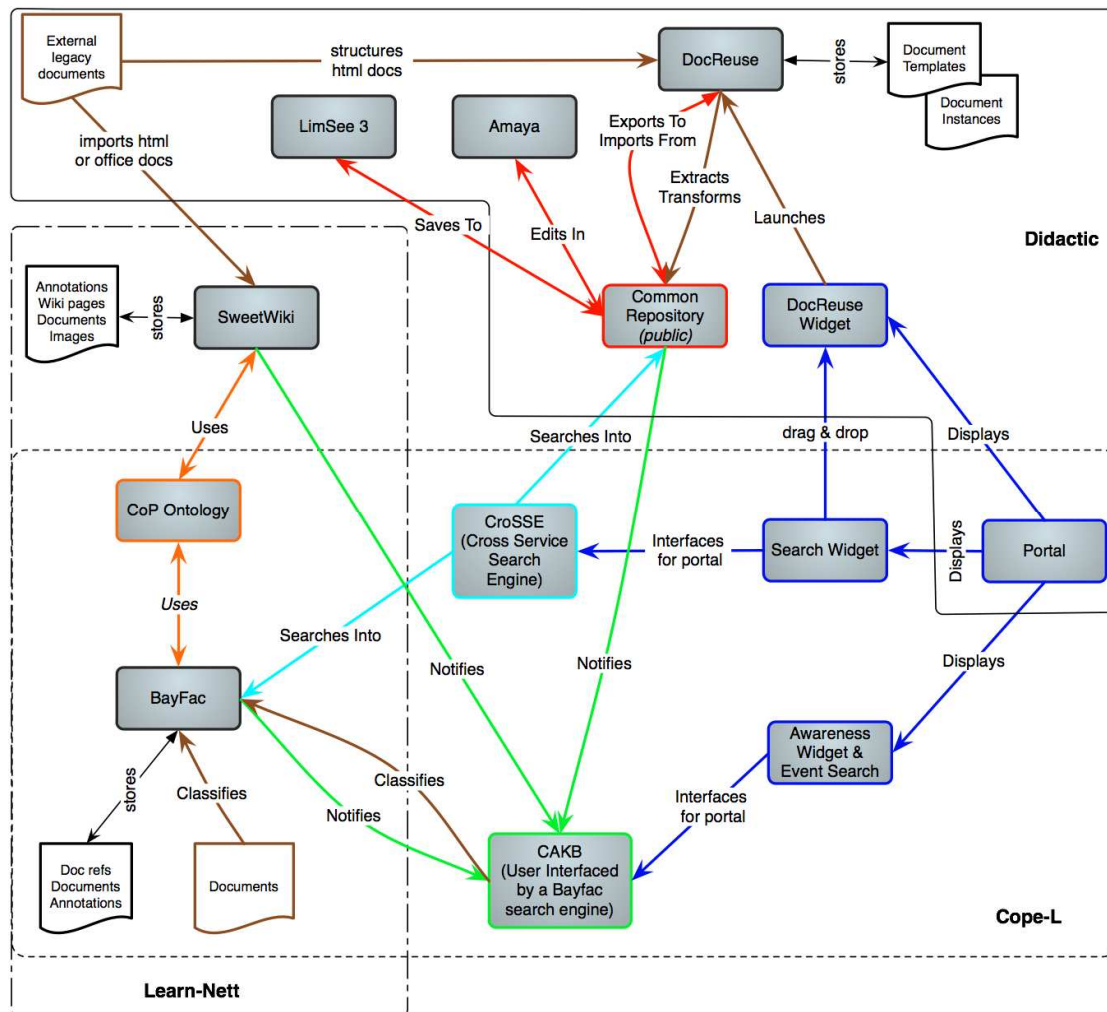 External
legacy
documents
structures
html docs
DocReuse
stores
Document
Templates
Document
Instances
LimSee 3
Amaya
Exports To
Imports From
imports html
or office docs
Extracts
Transforms
Launches
Saves To
Edits In
Didactic
Annotations
Wiki pages
Documents
Images
stores
SweetWiki
Common
Repository
(public)
DocReuse
Widget
Uses
Searches Into
drag & drop
Displays
CoP Ontology
CroSSE
(Cross Service
Search
Engine)
Interfaces
for portal
Search Widget
Displays
Portal
Uses
Searches Into
Notifies
Notifies
Displays
BayFac
Awareness
Widget &
Event Search
stores
Classifies
Classifies
Notifies
Interfaces
for portal
Doc refs
Documents
Annotations
Documents
CAKB
(User Interfaced
by a Bayfac
search engine)
Cope-L
Learn-Nett